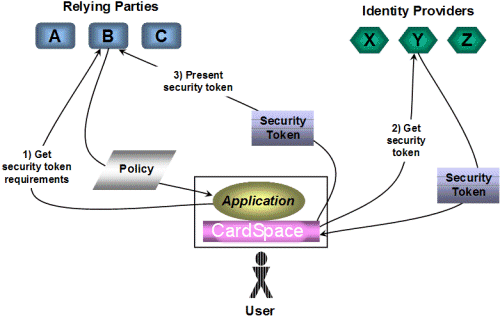 Relying Parties
Identity Providers
A
B
C
X
Y
Z
3) Present
security token
Security
Token
2) Get
security
token
1) Get
security token
requirements
Policy
Security
Token
Application
CardSpace
User